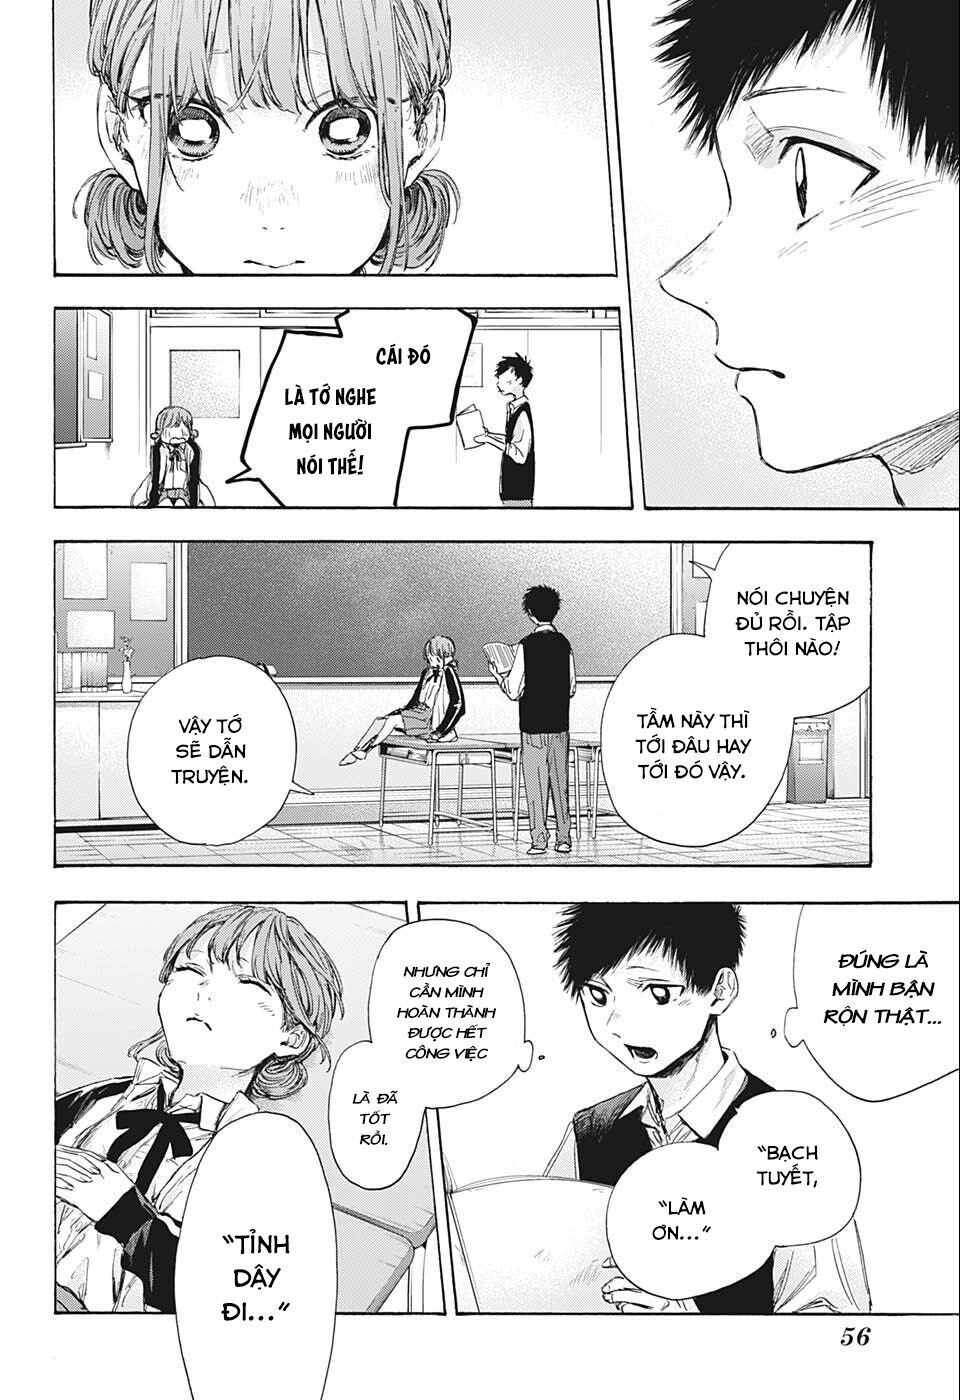 CÁI ĐÓ
LÀ TỚ NGHE
MỌI NGƯỜI
NÓI THẾ!
NÓI CHUYỆN
ĐỦ RỒI. TẬP
THÔI NÀO!
TẦM NÀY THÌ
TỚI ĐÂU HAY
TỚI ĐÓ VẬY.
VẬY TỚ
SẼ DẪN
TRUYỆN.
ĐÚNG LÀ
MÌNH BẬN
RỘN THẬT...
NHƯNG CHỈ
CẦN MÌNH
HOÀN THÀNH
ĐƯỢC HẾT
CÔNG VIỆC
LÀ ĐÃ
TỐT
RỒI.
"BẠCH
TUYẾT,
"LÀM
ƠN..."
"TỈNH
DẬY
ĐI..."
56